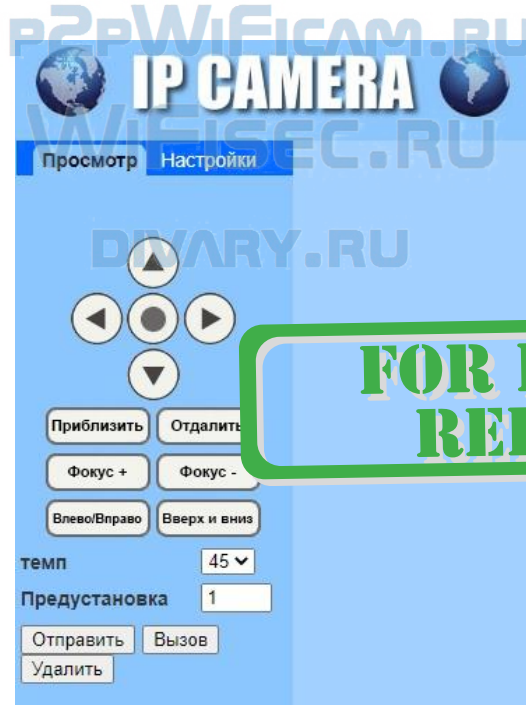 P2PWIFICAM.RU
IP CAMERA
WIFISEC.RU
Просмотр Настройки
DIVARY.RU
FOR
Приблизить Отдалить
Фокус + Фокус -
Влево/Вправо Вверх и вниз
темп 45
Предустановка 1
Отправить Вызов
Удалить